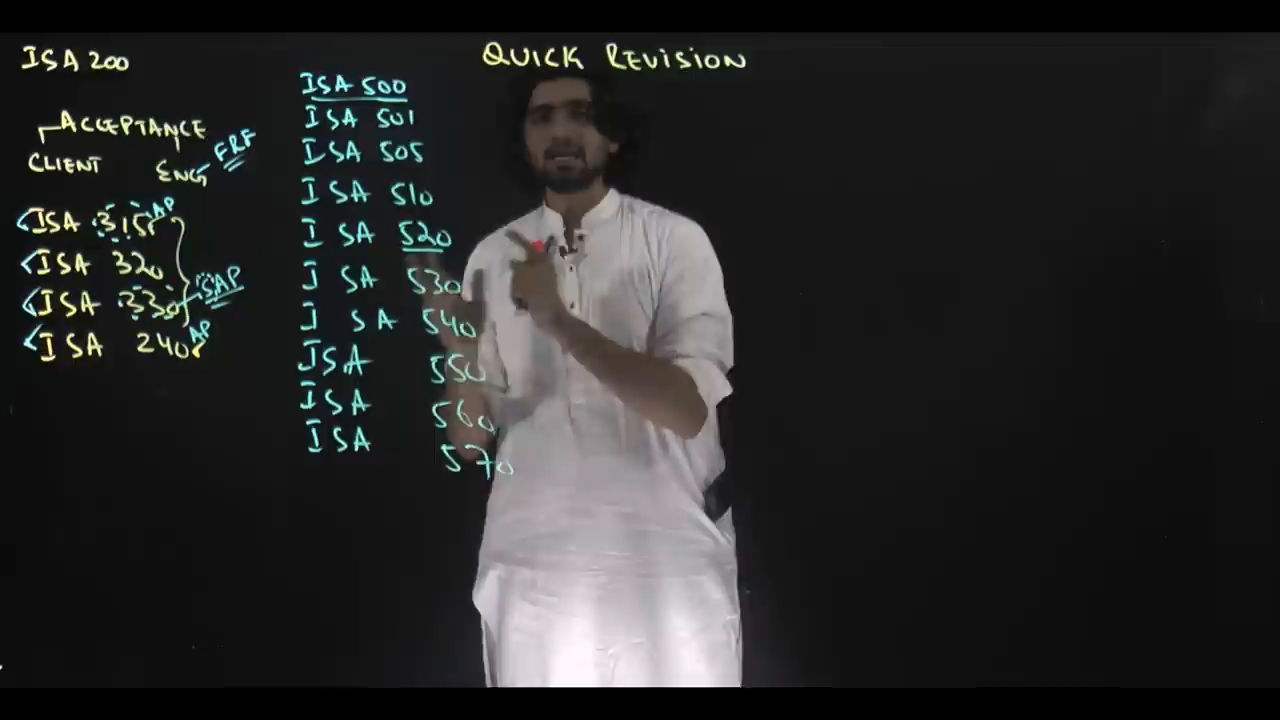 QUICK REVISION
ISA 200
ACCEPTANCE
CLIENT ENG FRF
ISA 315 AP
ISA 320
ISA 330 SAP
ISA 240 AP
ISA 500
ISA 501
ISA 505
ISA 510
ISA 520
ISA 530
ISA 540
ISA 550
ISA 560
ISA 570